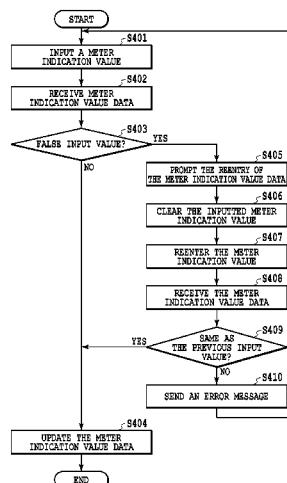 START
S401
INPUT A METER
INDICATION VALUE
S402
RECEIVE METER
INDICATION VALUE DATA
S403
FALSE INPUT VALUE?
YES
NO
S405
PROMPT THE REENTRY OF
THE METER INDICATION VALUE DATA
S406
CLEAR THE INPUTTED METER
INDICATION VALUE
S407
REENTER THE METER
INDICATION VALUE
S408
RECEIVE THE METER
INDICATION VALUE DATA
S409
SAME AS
THE PREVIOUS INPUT
VALUE?
YES
NO
S410
SEND AN ERROR MESSAGE
S404
UPDATE THE METER
INDICATION VALUE DATA
END